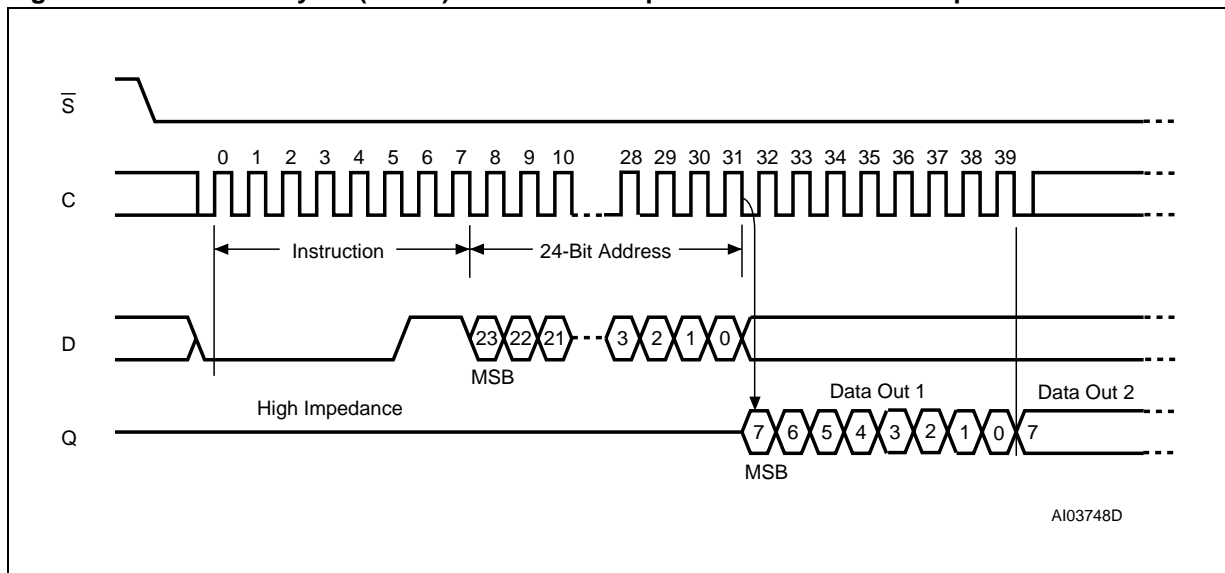 S
0 1 2 3 4 5 6 7 8 9 10 28 29 30 31 32 33 34 35 36 37 38 39
C
Instruction 24-Bit Address
D 23 22 21 3 2 1 0
MSB
High Impedance Data Out 1 Data Out 2
Q 7 6 5 4 3 2 1 0 7
MSB
AI03748D